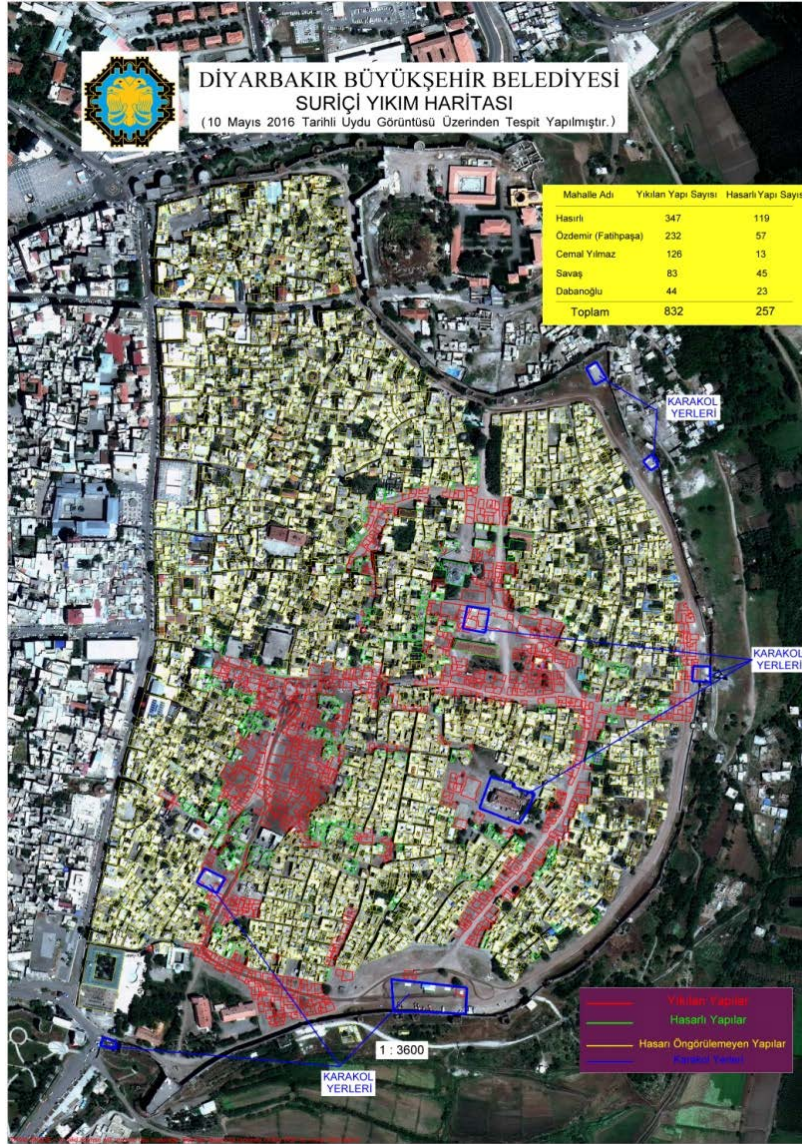 DİYARBAKIR BÜYÜKŞEHİR BELEDİYESİ
SURİÇİ YIKIM HARİTASI
(10 Mayıs 2016 Tarihli Uydu Görüntüsü Üzerinden Tespit Yapılmıştır.)
Mahalle Adı Yıkılan Yapı Sayısı Hasarlı Yapı Sayıs
Hasırlı 347 119
Özdemir (Fatihpaşa) 232 57
Cemal Yılmaz 126 13
Savaş 83 45
Dabanoğlu 44 23
Toplam 832 257
KARAKOL
YERLERİ
KARAKOL
YERLERİ
Yıkılan Yapılar
Hasarlı Yapılar
Hasarı Öngörülemeyen Yapılar
Karakol Yerleri
1 : 3600
KARAKOL
YERLERİ